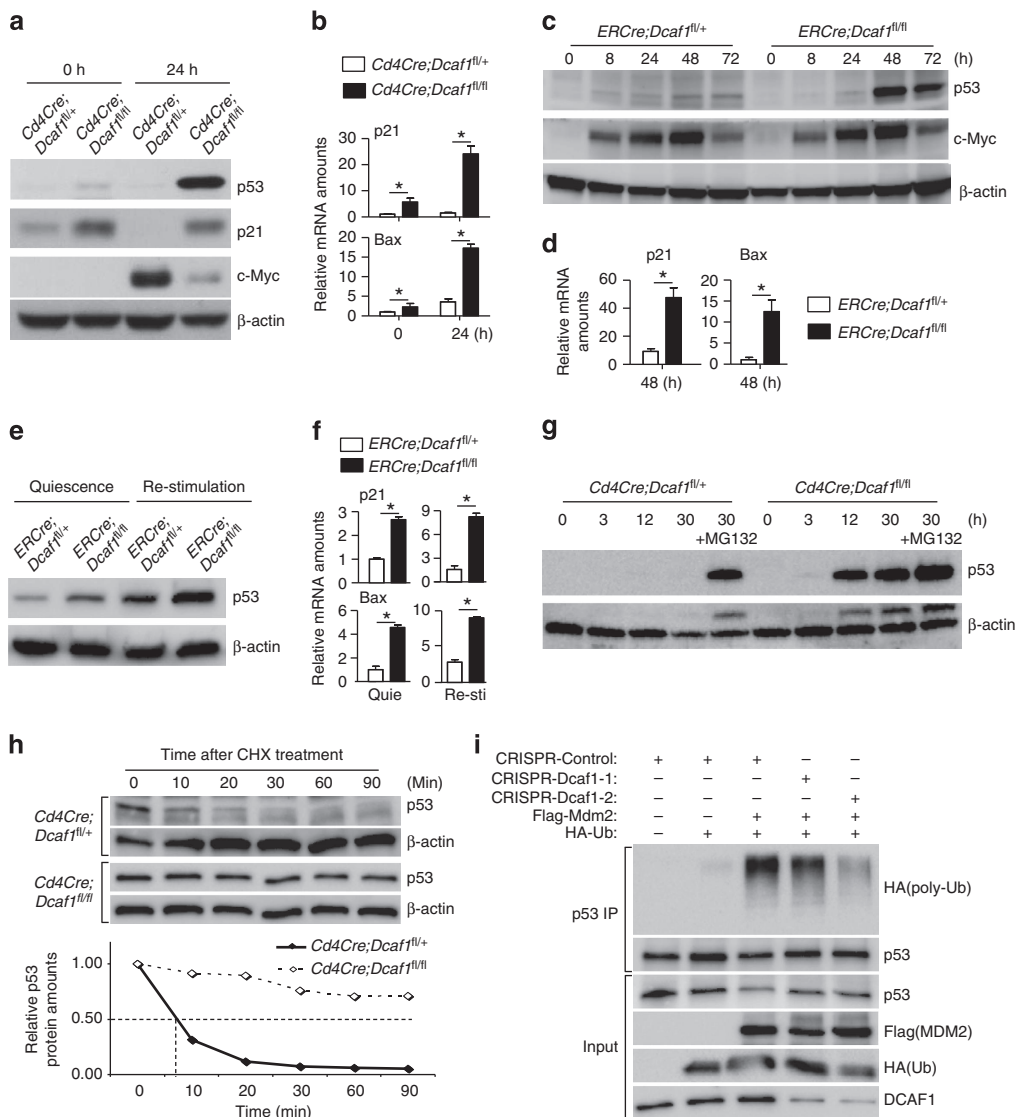 a
0 h 24 h
Cd4Cre;
Dcaf1fl/+
Cd4Cre;
Dcaf1fl/fl
Cd4Cre;
Dcaf1fl/+
Cd4Cre;
Dcaf1fl/fl
p53
p21
c-Myc
β-actin
b
Cd4Cre;Dcaf1fl/+
Cd4Cre;Dcaf1fl/fl
Relative mRNA amounts
p21
30
20
10
0
* *
Bax
20
15
10
5
0
* *
0 24 (h)
c
ERCre;Dcaf1fl/+ ERCre;Dcaf1fl/fl
0 8 24 48 72 0 8 24 48 72 (h)
p53
c-Myc
β-actin
d
Relative mRNA
amounts
p21
60
40
20
0
*
48 (h)
Bax
20
15
10
5
0
*
48 (h)
ERCre;Dcaf1fl/+
ERCre;Dcaf1fl/fl
e
Quiescence Re-stimulation
ERCre;
Dcaf1fl/+
ERCre;
Dcaf1fl/fl
ERCre;
Dcaf1fl/+
ERCre;
Dcaf1fl/fl
p53
β-actin
f
ERCre;Dcaf1fl/+
ERCre;Dcaf1fl/fl
Relative mRNA amounts
p21
3
2
1
0
*
9
6
3
0
*
Bax
6
4
2
0
*
10
5
0
*
Quie Re-sti
g
Cd4Cre;Dcaf1fl/+ Cd4Cre;Dcaf1fl/fl
0 3 12 30 30 0 3 12 30 30 (h)
+MG132 +MG132
p53
β-actin
h
Time after CHX treatment
0 10 20 30 60 90 (Min)
Cd4Cre;
Dcaf1fl/+
p53
β-actin
Cd4Cre;
Dcaf1fl/fl
p53
β-actin
Cd4Cre;Dcaf1fl/+
Cd4Cre;Dcaf1fl/fl
Relative p53
protein amounts
1.00
0.50
0.00
0 10 20 30 60 90
Time (min)
i
CRISPR-Control: + + + – –
CRISPR-Dcaf1-1: – – – + –
CRISPR-Dcaf1-2: – – – – +
Flag-Mdm2: – – + + +
HA-Ub: – + + + +
p53 IP
HA(poly-Ub)
p53
Input
p53
Flag(MDM2)
HA(Ub)
DCAF1